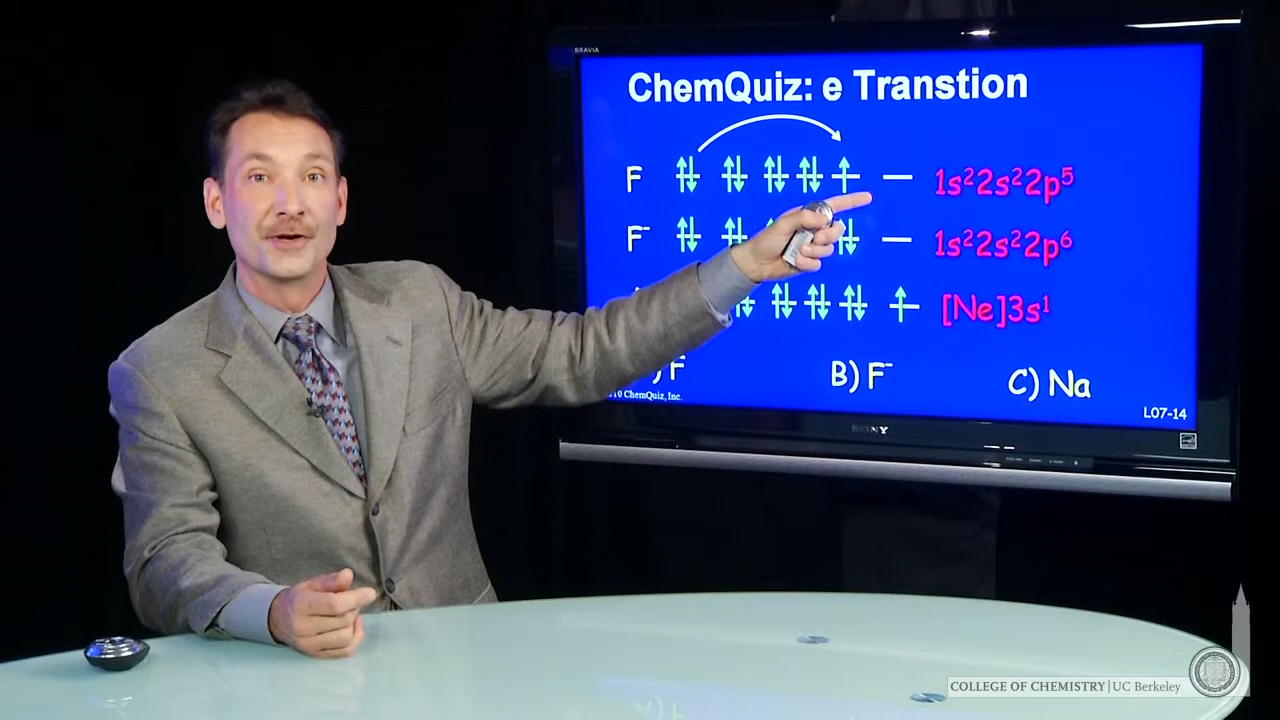 BRAVIA
ChemQuiz: e Transtion
F 1s²2s²2p⁵
F⁻ 1s²2s²2p⁶
[Ne]3s¹
F B) F⁻ C) Na
ChemQuiz, Inc.
L07-14
SONY
COLLEGE OF CHEMISTRY | UC Berkeley